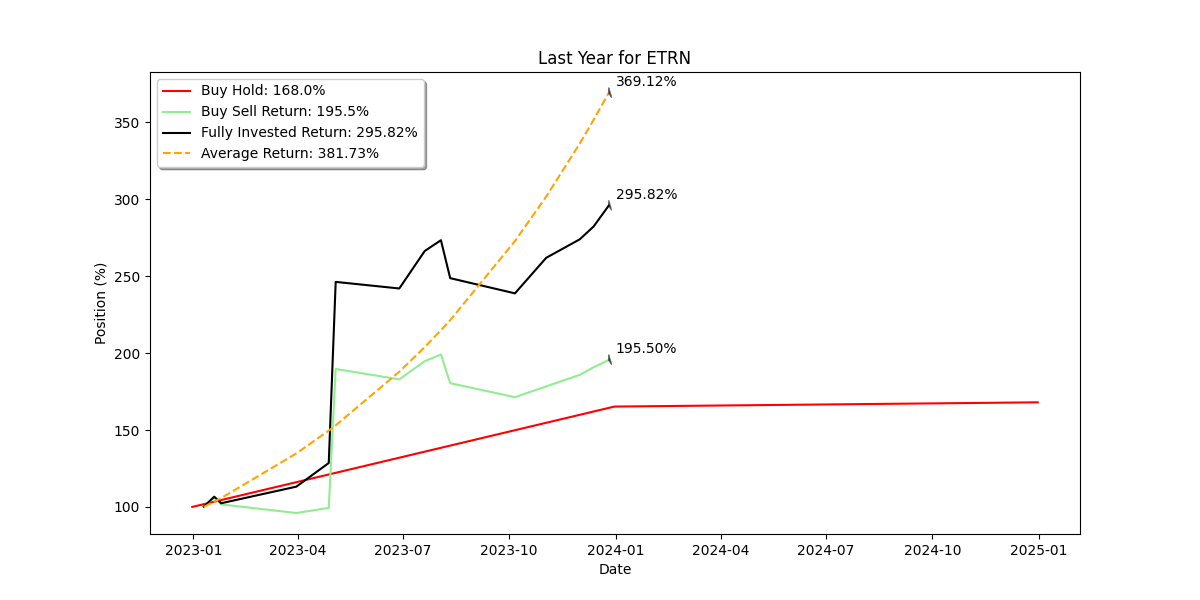 Last Year for ETRN
Buy Hold: 168.0%
Buy Sell Return: 195.5%
Fully Invested Return: 295.82%
Average Return: 381.73%
369.12%
295.82%
195.50%
Position (%)
350
300
250
200
150
100
2023-01
2023-04
2023-07
2023-10
2024-01
2024-04
2024-07
2024-10
2025-01
Date